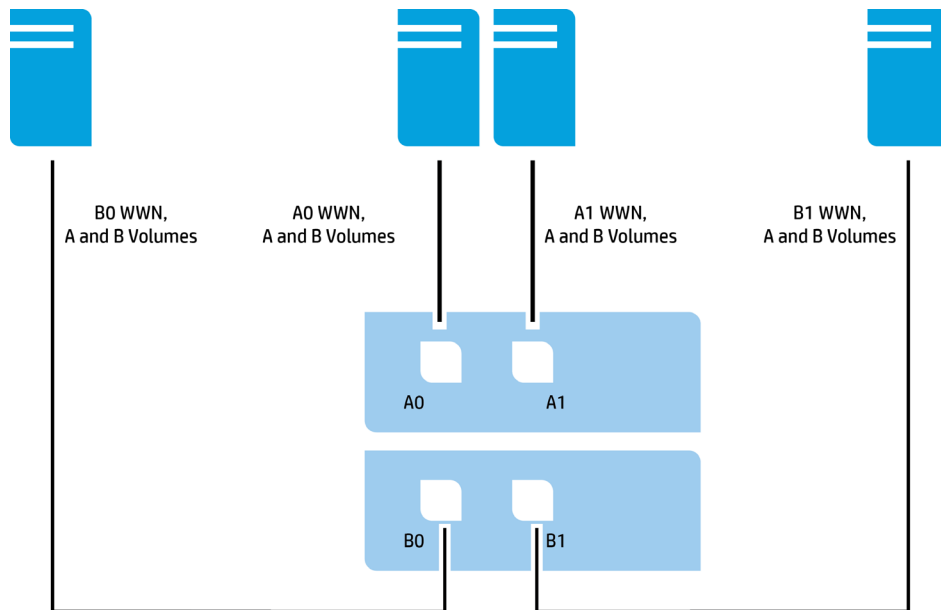 B0 WWN,
A and B Volumes
A0 WWN,
A and B Volumes
A1 WWN,
A and B Volumes
B1 WWN,
A and B Volumes
A0
A1
B0
B1